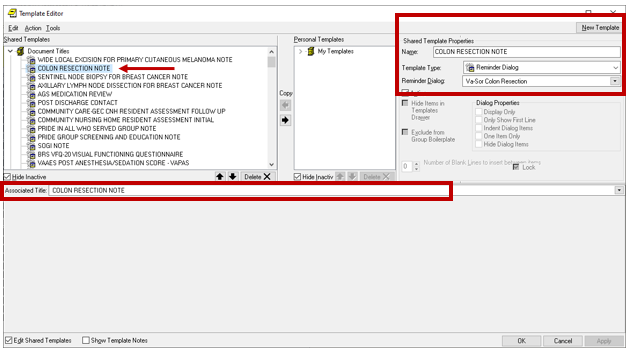 Template Editor
Edit Action Tools
New Template
Shared Templates
Personal Templates
Shared Template Properties
Document Titles
My Templates
Name: COLON RESECTION NOTE
WIDE LOCAL EXCISION FOR PRIMARY CUTANEOUS MELANOMA NOTE
COLON RESECTION NOTE
Template Type: Reminder Dialog
SENTINEL NODE BIOPSY FOR BREAST CANCER NOTE
Reminder Dialog: Va-Sor Colon Resection
AXILLARY LYMPH NODE DISSECTION FOR BREAST CANCER NOTE
AGS MEDICATION REVIEW
Copy
POST DISCHARGE CONTACT
Hide Items in Templates Drawer
Dialog Properties
COMMUNITY CARE-GEC CNH RESIDENT ASSESSMENT FOLLOW UP
Display Only
COMMUNITY NURSING HOME RESIDENT ASSESSMENT INITIAL
Only Show First Line
PRIDE IN ALL WHO SERVED GROUP NOTE
Exclude from Group Boilerplate
Indent Dialog Items
PRIDE GROUP SCREENING AND EDUCATION NOTE
One Item Only
SOGI NOTE
Hide Dialog Items
BRS VFQ-20 VISUAL FUNCTIONING QUESTIONNAIRE
VAAES POST ANESTHESIA/SEDATION SCORE - VAPAS
0 Number of Blank Lines to insert between items
Lock
Hide Inactive
Delete X
Hide Inactiv
Delete X
Associated Title: COLON RESECTION NOTE
Edit Shared Templates
Show Template Notes
OK
Cancel
Apply